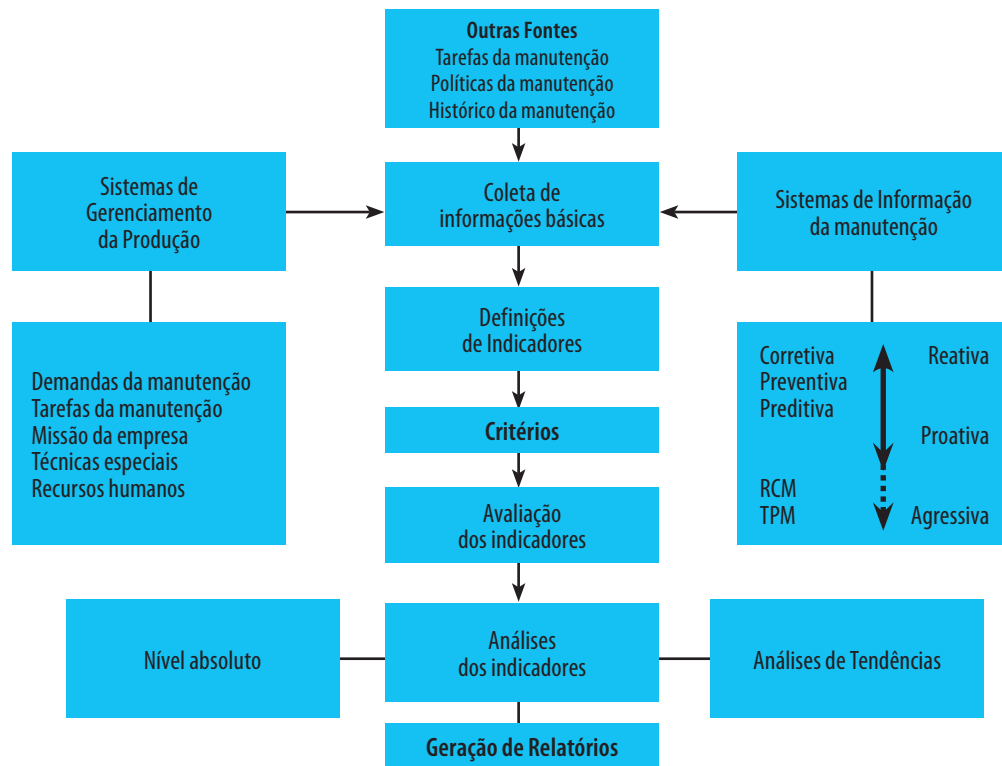 Outras Fontes
Tarefas da manutenção
Políticas da manutenção
Histórico da manutenção
Sistemas de
Gerenciamento
da Produção
Coleta de
informações básicas
Sistemas de Informação
da manutenção
Definições
de Indicadores
Demandas da manutenção
Tarefas da manutenção
Missão da empresa
Técnicas especiais
Recursos humanos
Corretiva
Preventiva
Preditiva
RCM
TPM
Reativa
Proativa
Agressiva
Critérios
Avaliação
dos indicadores
Nível absoluto
Análises
dos indicadores
Análises de Tendências
Geração de Relatórios